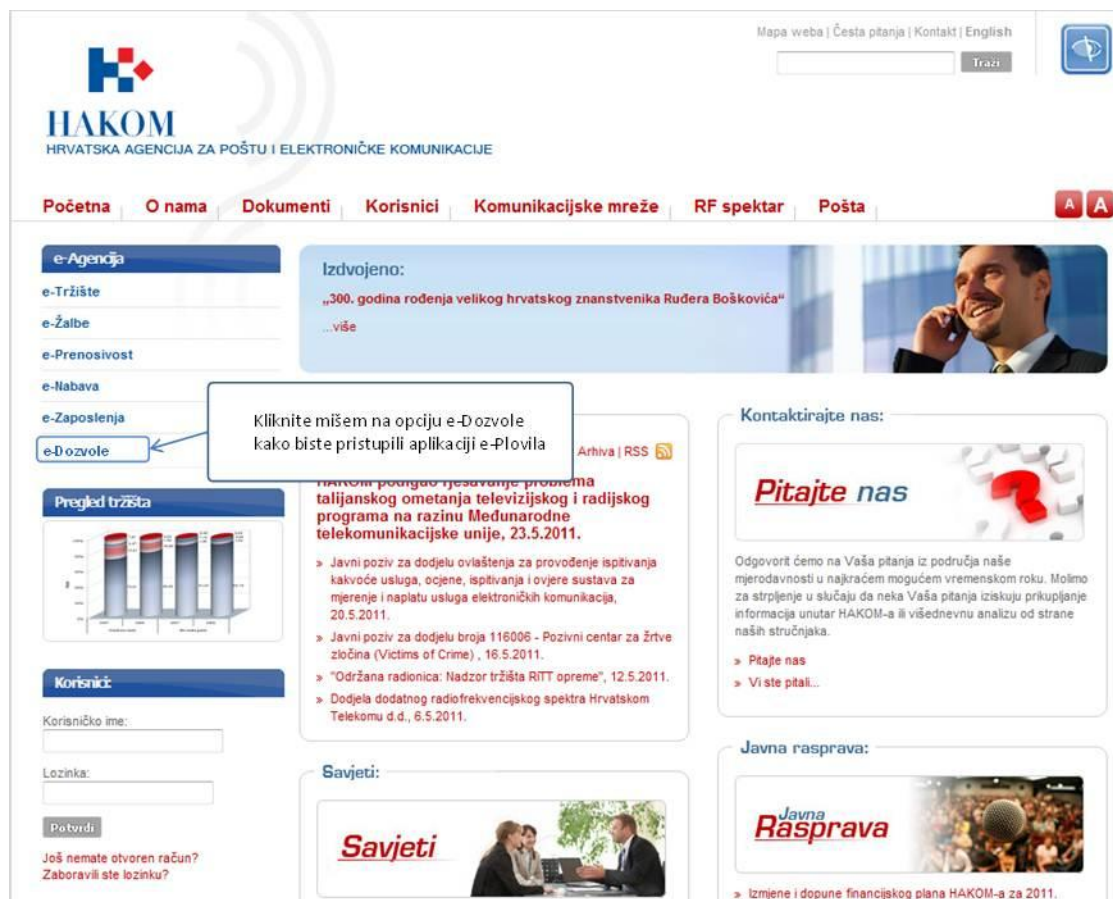 Mapa weba | Česta pitanja | Kontakt | English
Traži
HAKOM
HRVATSKA AGENCIJA ZA POŠTU I ELEKTRONIČKE KOMUNIKACIJE
Početna
O nama
Dokumenti
Korisnici
Komunikacijske mreže
RF spektar
Pošta
A A
e-Agencija
e-Tržište
e-Žalbe
e-Prenosivost
e-Nabava
e-Zaposlenja
e-Dozvole
Kliknite mišem na opciju e-Dozvole
kako biste pristupili aplikaciji e-Plovila
Pregled tržišta
Korisnici:
Korisničko ime:
Lozinka:
Potvrdi
Još nemate otvoren račun?
Zaboravili ste lozinku?
Izdvojeno:
„300. godina rođenja velikog hrvatskog znanstvenika Ruđera Boškovića“
...više
Arhiva | RSS
HAKOM podigao rješavanje problema
talijanskog ometanja televizijskog i radijskog
programa na razinu Međunarodne
telekomunikacijske unije, 23.5.2011.
» Javni poziv za dodjelu ovlaštenja za provođenje ispitivanja
kakvoće usluga, ocjene, ispitivanja i ovjere sustava za
mjerenje i naplatu usluga elektroničkih komunikacija,
20.5.2011.
» Javni poziv za dodjelu broja 116006 - Pozivni centar za žrtve
zločina (Victims of Crime) , 16.5.2011.
» "Održana radionica: Nadzor tržišta RiTT opreme", 12.5.2011.
» Dodjela dodatnog radiofrekvencijskog spektra Hrvatskom
Telekomu d.d., 6.5.2011.
Savjeti:
Savjeti
Kontaktirajte nas:
Pitajte nas
Odgovorit ćemo na Vaša pitanja iz područja naše
mjerodavnosti u najkraćem mogućem vremenskom roku. Molimo
za strpljenje u slučaju da neka Vaša pitanja iziskuju prikupljanje
informacija unutar HAKOM-a ili višednevnu analizu od strane
naših stručnjaka.
» Pitajte nas
» Vi ste pitali...
Javna rasprava:
Javna
Rasprava
» Izmjene i dopune financijskog plana HAKOM-a za 2011.